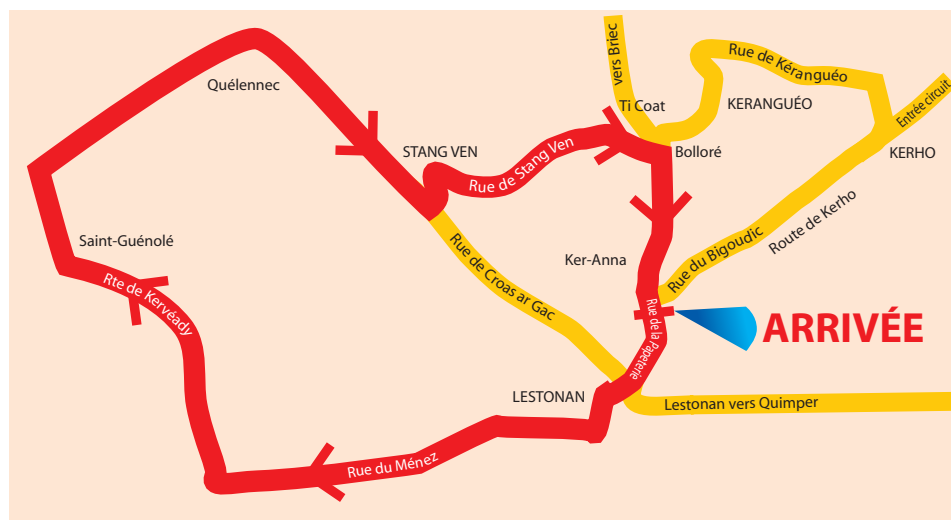 vers Briec
Rue de Kéranguéo
Quélennec
Ti Coat
KERANGUÉO
Entrée circuit
STANG VEN
Rue de Stang Ven
Bolloré
KERHO
Saint-Guénolé
Rue de Croas ar Gac
Ker-Anna
Rue du Bigoudic
Route de Kerho
Rte de Kervéady
Rue de la Papeterie
ARRIVÉE
LESTONAN
Lestonan vers Quimper
Rue du Ménez